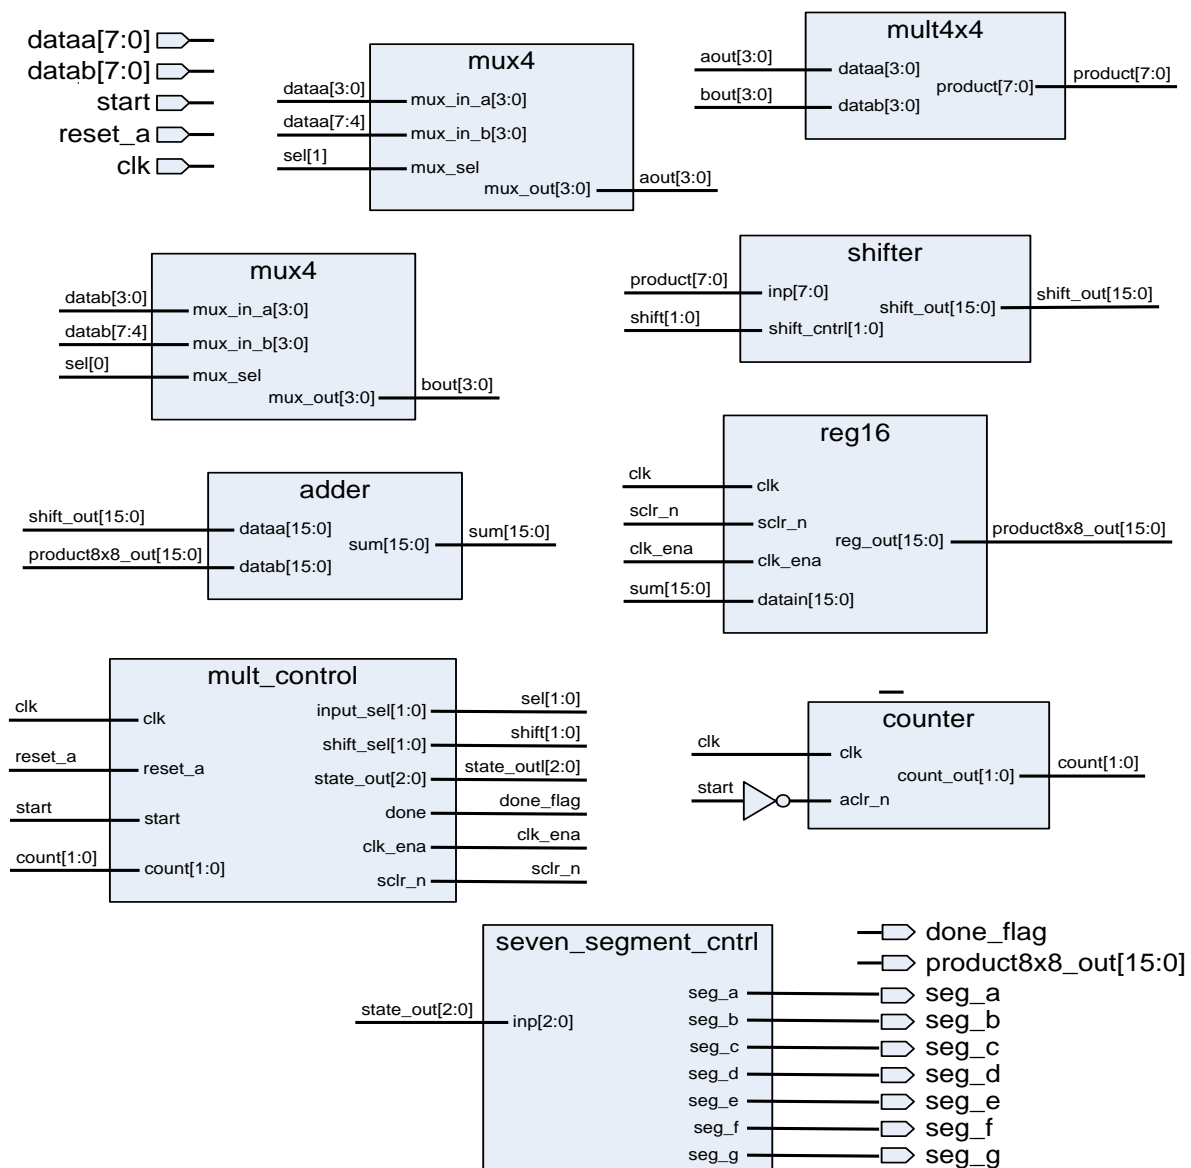 dataa[7:0]
datab[7:0]
start
reset_a
clk
mux4
dataa[3:0]
mux_in_a[3:0]
dataa[7:4]
mux_in_b[3:0]
sel[1]
mux_sel
mux_out[3:0]
aout[3:0]
mult4x4
aout[3:0]
dataa[3:0]
product[7:0]
product[7:0]
bout[3:0]
datab[3:0]
mux4
datab[3:0]
mux_in_a[3:0]
datab[7:4]
mux_in_b[3:0]
sel[0]
mux_sel
mux_out[3:0]
bout[3:0]
shifter
product[7:0]
inp[7:0]
shift_out[15:0]
shift_out[15:0]
shift[1:0]
shift_cntrl[1:0]
adder
shift_out[15:0]
dataa[15:0]
sum[15:0]
sum[15:0]
product8x8_out[15:0]
datab[15:0]
reg16
clk
clk
sclr_n
sclr_n
reg_out[15:0]
product8x8_out[15:0]
clk_ena
clk_ena
sum[15:0]
datain[15:0]
mult_control
clk
clk
input_sel[1:0]
sel[1:0]
shift_sel[1:0]
shift[1:0]
reset_a
reset_a
state_out[2:0]
state_outl[2:0]
start
start
done
done_flag
clk_ena
clk_ena
count[1:0]
count[1:0]
sclr_n
sclr_n
counter
clk
clk
count_out[1:0]
count[1:0]
start
aclr_n
seven_segment_cntrl
state_out[2:0]
inp[2:0]
seg_a
seg_b
seg_c
seg_d
seg_e
seg_f
seg_g
done_flag
product8x8_out[15:0]
seg_a
seg_b
seg_c
seg_d
seg_e
seg_f
seg_g